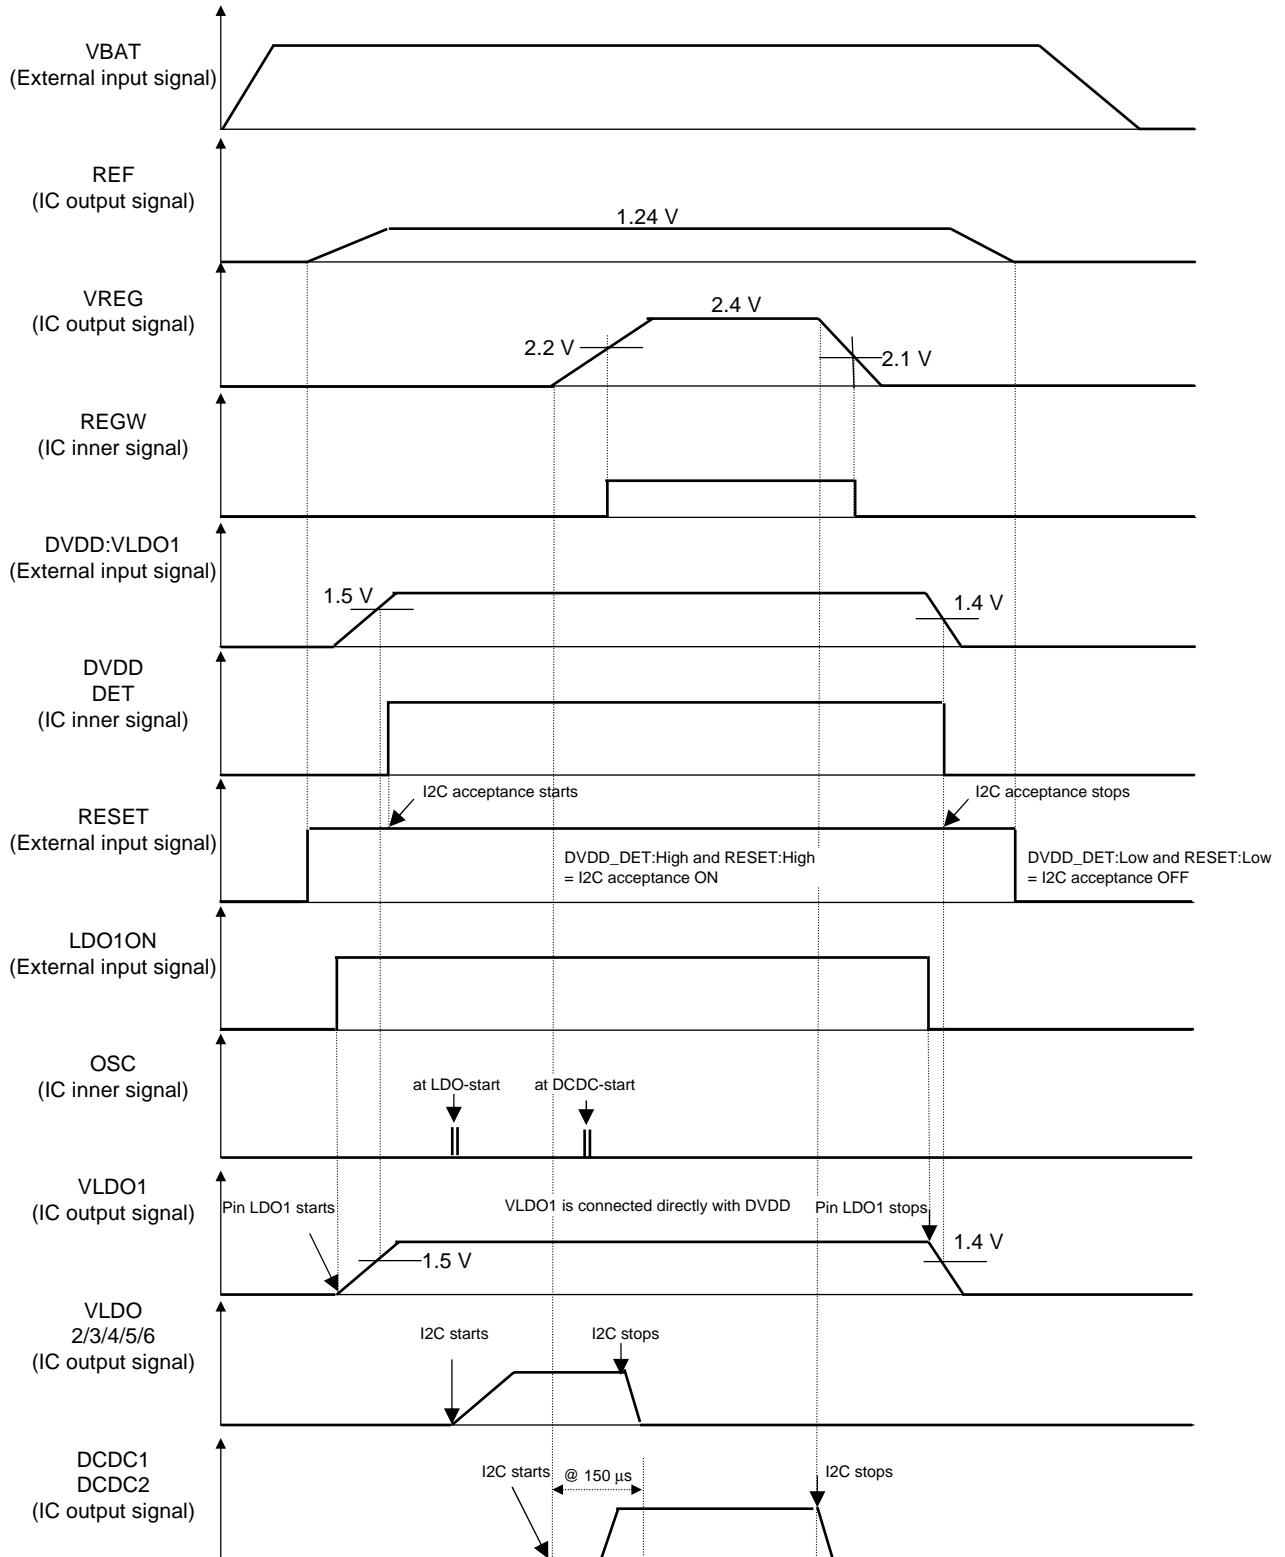 VBAT
(External input signal)
REF
(IC output signal)
1.24 V
VREG
(IC output signal)
2.4 V
2.2 V
2.1 V
REGW
(IC inner signal)
DVDD:VLDO1
(External input signal)
1.5 V
1.4 V
DVDD
DET
(IC inner signal)
I2C acceptance starts
I2C acceptance stops
RESET
(External input signal)
DVDD_DET:High and RESET:High
= I2C acceptance ON
DVDD_DET:Low and RESET:Low
= I2C acceptance OFF
LDO1ON
(External input signal)
OSC
(IC inner signal)
at LDO-start
at DCDC-start
VLDO1
(IC output signal)
Pin LDO1 starts
VLDO1 is connected directly with DVDD
Pin LDO1 stops
1.5 V
1.4 V
VLDO
2/3/4/5/6
(IC output signal)
I2C starts
I2C stops
DCDC1
DCDC2
(IC output signal)
I2C starts
@ 150 μs
I2C stops